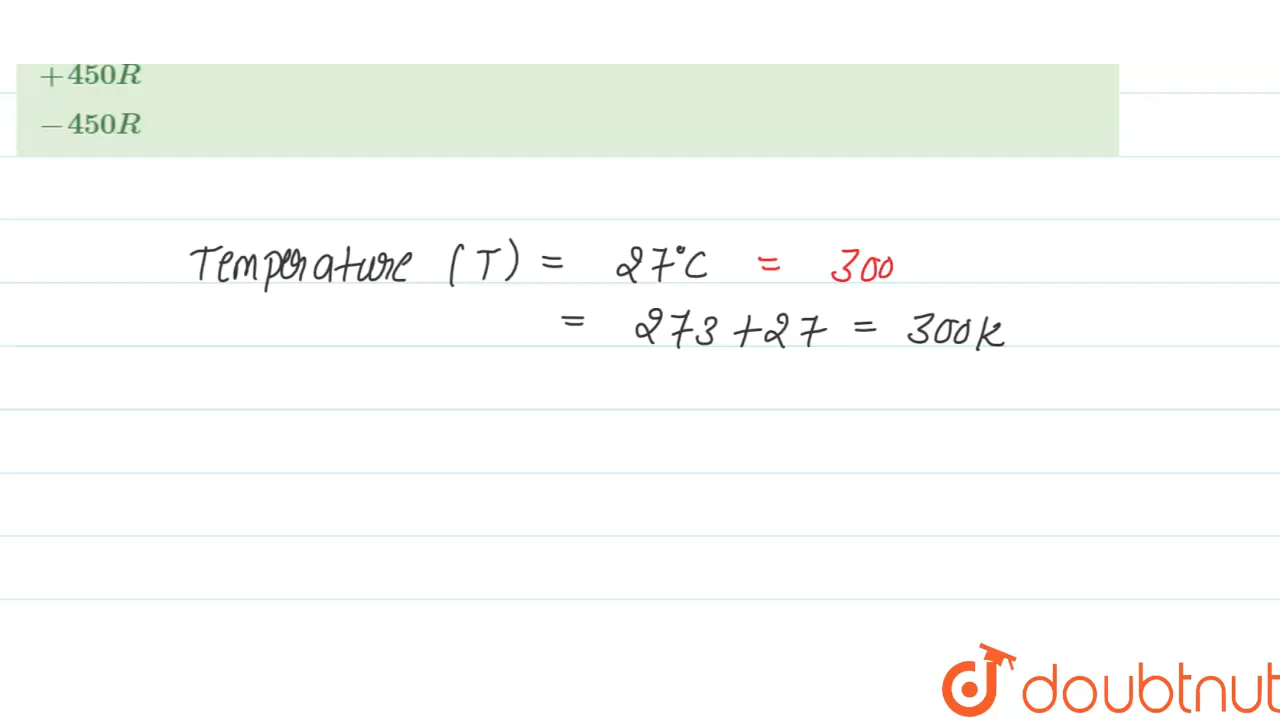 +450R
−450R
Temperature (T) = 27°C = 300
= 273 + 27 = 300k
doubtnut